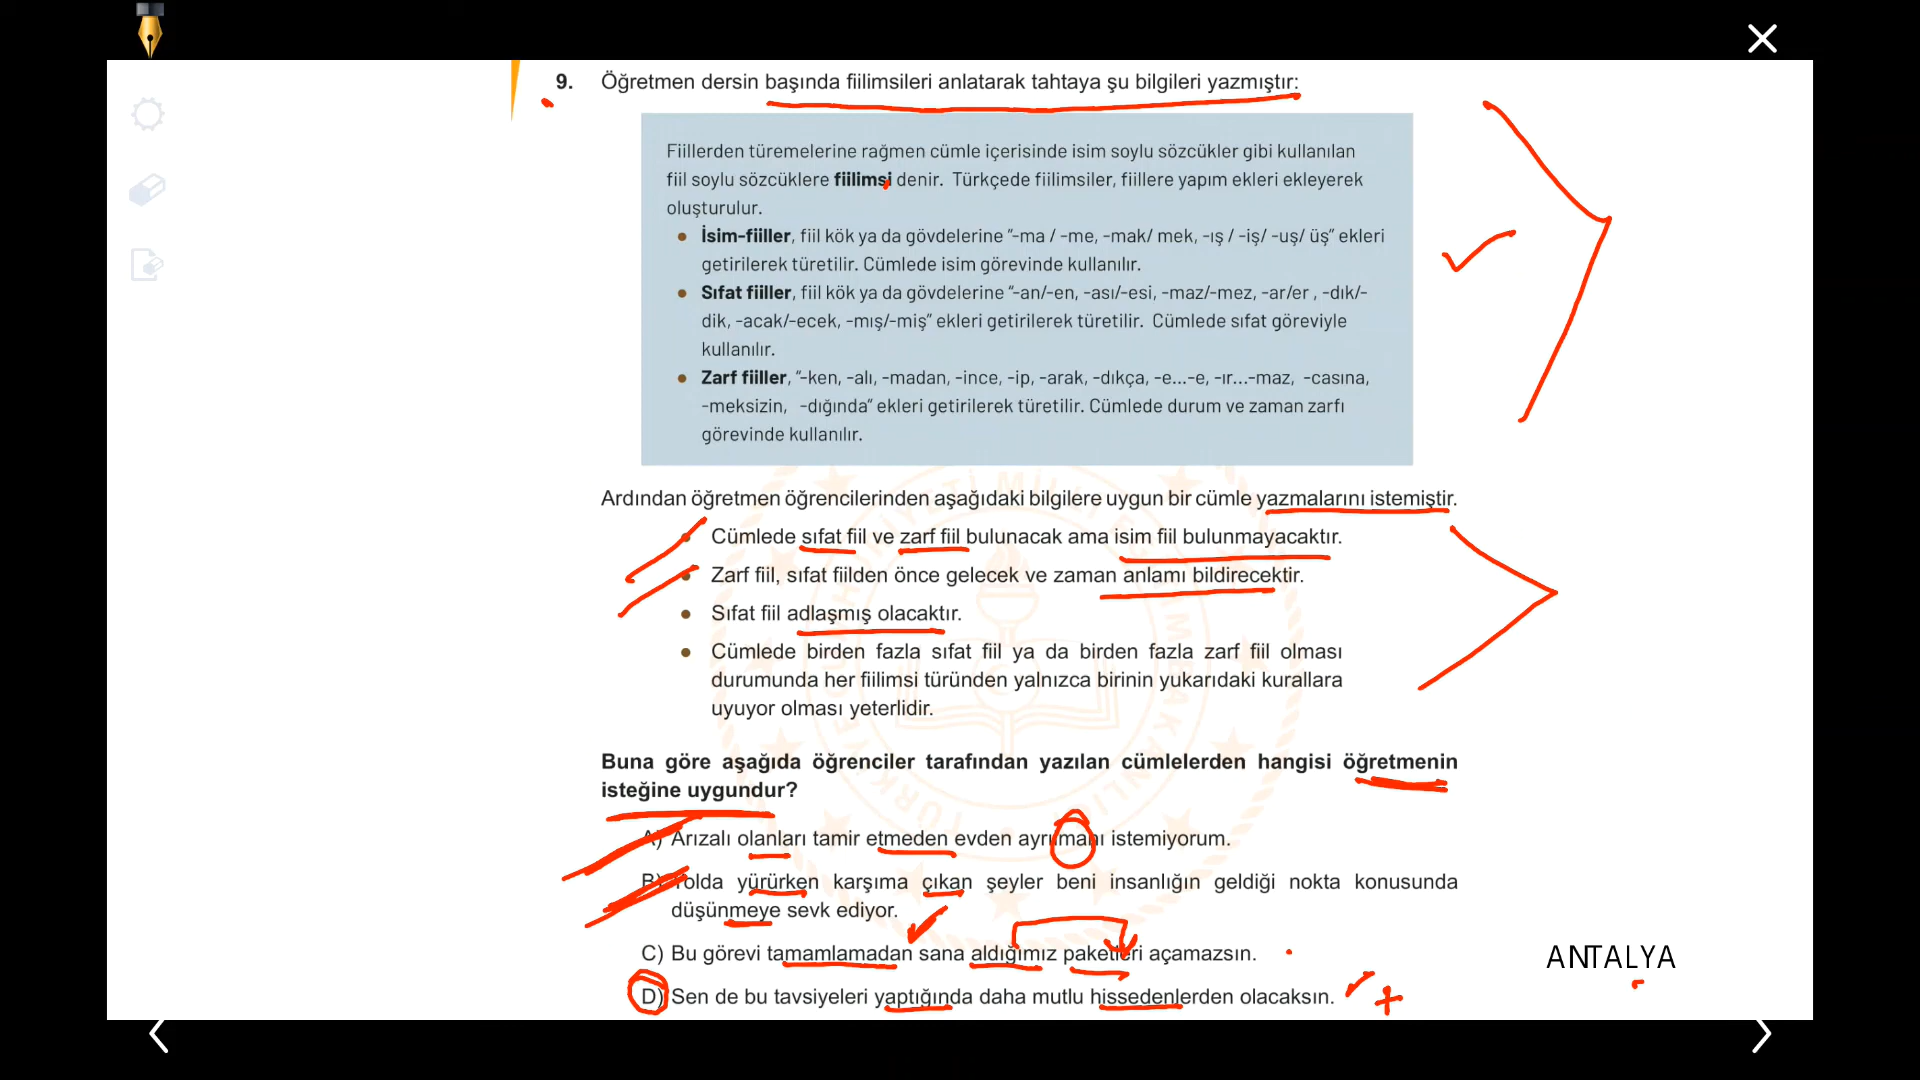 9. Öğretmen dersin başında fiilimsileri anlatarak tahtaya şu bilgileri yazmıştır:
Fiillerden türemelerine rağmen cümle içerisinde isim soylu sözcükler gibi kullanılan
fiil soylu sözcüklere fiilimsi denir. Türkçede fiilimsiler, fiillere yapım ekleri ekleyerek
oluşturulur.
● İsim-fiiller, fiil kök ya da gövdelerine "-ma / -me, -mak/ mek, -ış / -iş/ -uş/ üş" ekleri
getirilerek türetilir. Cümlede isim görevinde kullanılır.
● Sıfat fiiller, fiil kök ya da gövdelerine "-an/-en, -ası/-esi, -maz/-mez, -ar/er , -dık/-
dik, -acak/-ecek, -mış/-miş" ekleri getirilerek türetilir. Cümlede sıfat göreviyle
kullanılır.
● Zarf fiiller, "-ken, -alı, -madan, -ince, -ip, -arak, -dıkça, -e...-e, -ır...-maz, -casına,
-meksizin, -dığında" ekleri getirilerek türetilir. Cümlede durum ve zaman zarfı
görevinde kullanılır.
Ardından öğretmen öğrencilerinden aşağıdaki bilgilere uygun bir cümle yazmalarını istemiştir.
● Cümlede sıfat fiil ve zarf fiil bulunacak ama isim fiil bulunmayacaktır.
● Zarf fiil, sıfat fiilden önce gelecek ve zaman anlamı bildirecektir.
● Sıfat fiil adlaşmış olacaktır.
● Cümlede birden fazla sıfat fiil ya da birden fazla zarf fiil olması
durumunda her fiilimsi türünden yalnızca birinin yukarıdaki kurallara
uyuyor olması yeterlidir.
Buna göre aşağıda öğrenciler tarafından yazılan cümlelerden hangisi öğretmenin
isteğine uygundur?
A) Arızalı olanları tamir etmeden evden ayrılmanı istemiyorum.
B) Yolda yürürken karşıma çıkan şeyler beni insanlığın geldiği nokta konusunda
düşünmeye sevk ediyor.
C) Bu görevi tamamlamadan sana aldığımız paketleri açamazsın.
D) Sen de bu tavsiyeleri yaptığında daha mutlu hissedenlerden olacaksın.
ANTALYA